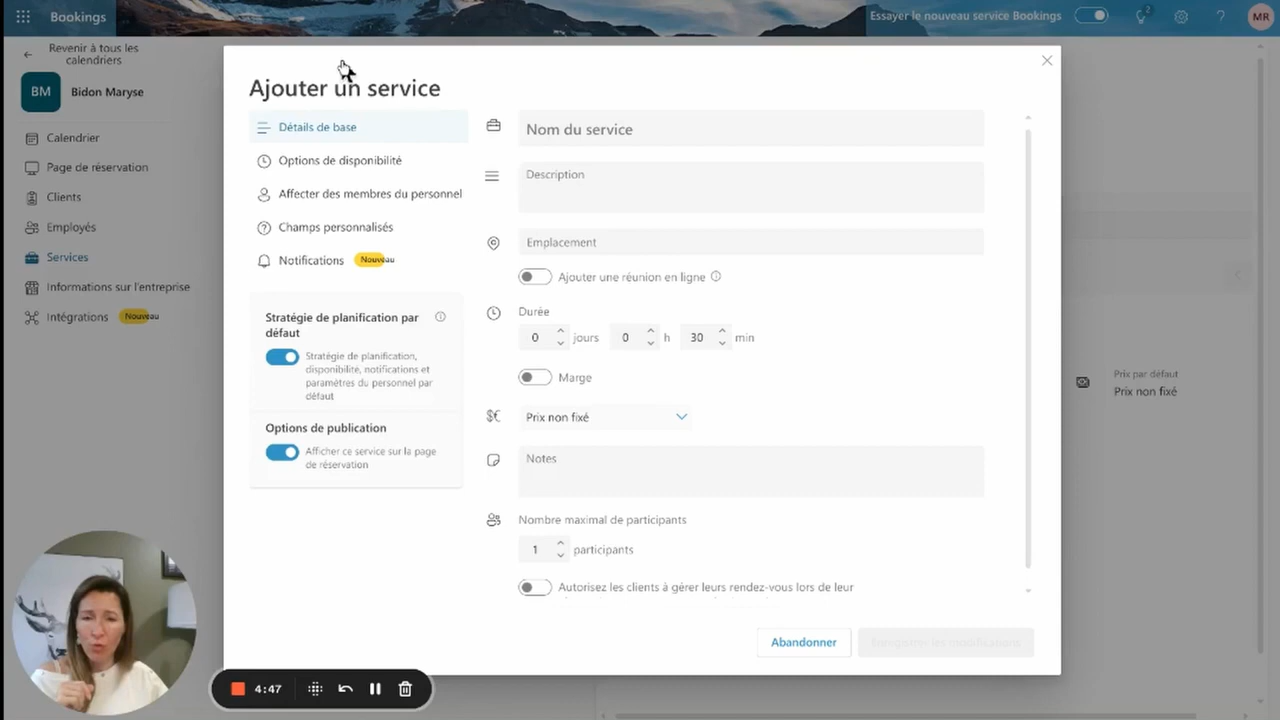 Bookings
Essayer le nouveau service Bookings
2
?
MR
Revenir à tous les
calendriers
BM
Bidon Maryse
Calendrier
Page de réservation
Clients
Employés
Services
Informations sur l'entreprise
Intégrations
Nouveau
Ajouter un service
Détails de base
Options de disponibilité
Affecter des membres du personnel
Champs personnalisés
Notifications
Nouveau
Stratégie de planification par
défaut
Stratégie de planification,
disponibilité, notifications et
paramètres du personnel par
défaut
Options de publication
Afficher ce service sur la page
de réservation
Nom du service
Description
Emplacement
Ajouter une réunion en ligne
Durée
0 jours 0 h 30 min
Marge
$€
Prix non fixé
Notes
Nombre maximal de participants
1 participants
Autorisez les clients à gérer leurs rendez-vous lors de leur
Abandonner
Enregistrer les modifications
Prix par défaut
Prix non fixé
4:47